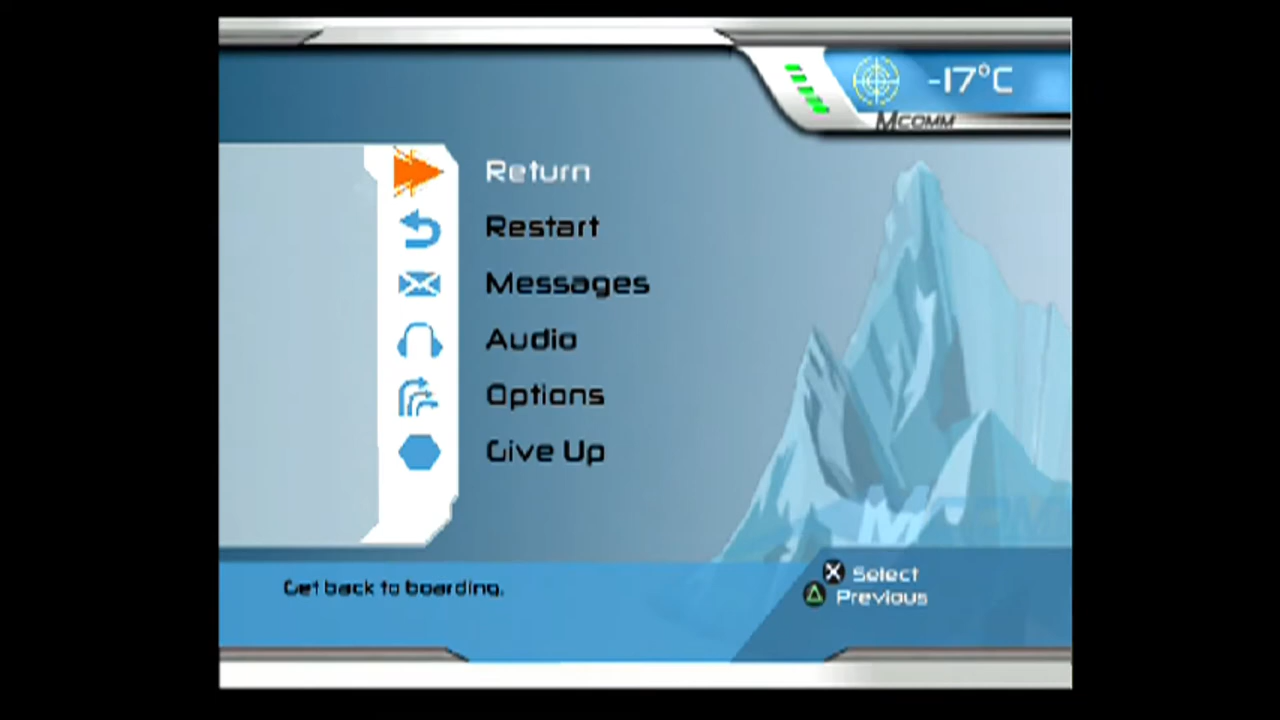 -17°C
MCOMM
Return
Restart
Messages
Audio
Options
Give Up
Get back to boarding.
Select
Previous